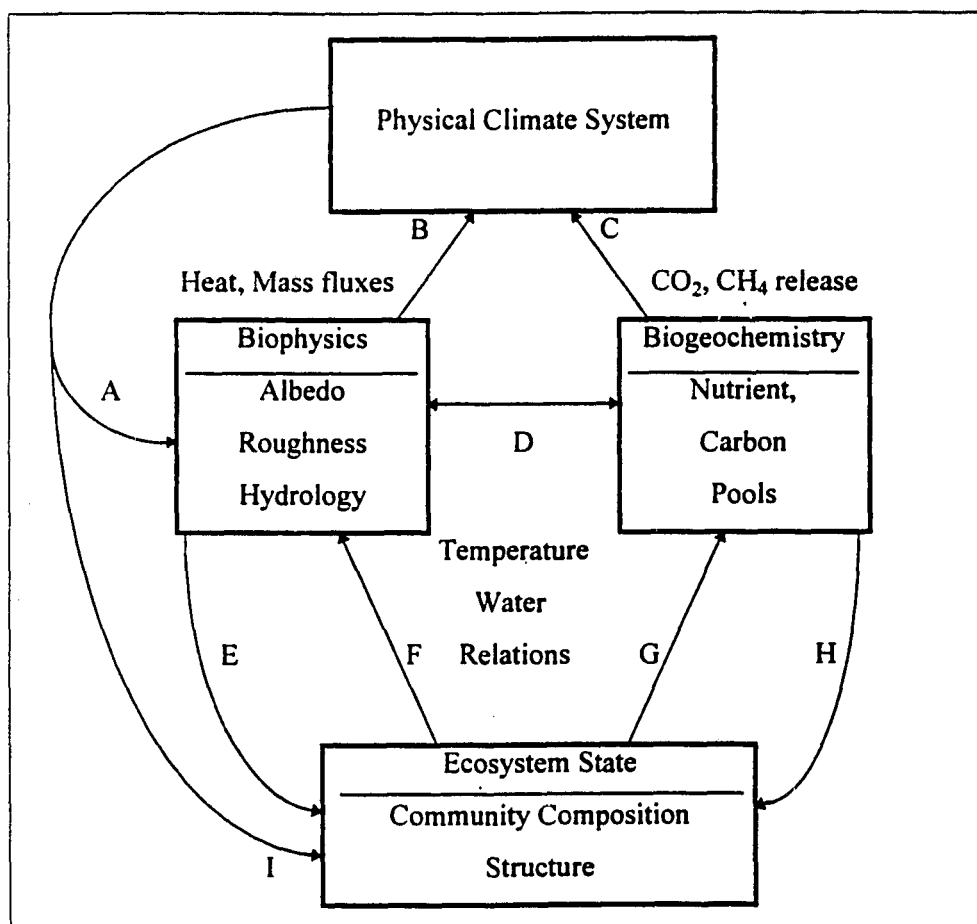 Physical Climate System
B
C
Heat, Mass fluxes
CO₂, CH₄ release
Biophysics
Albedo
Roughness
Hydrology
Biogeochemistry
Nutrient,
Carbon
Pools
A
D
Temperature
Water
Relations
E
F
G
H
Ecosystem State
Community Composition
Structure
I